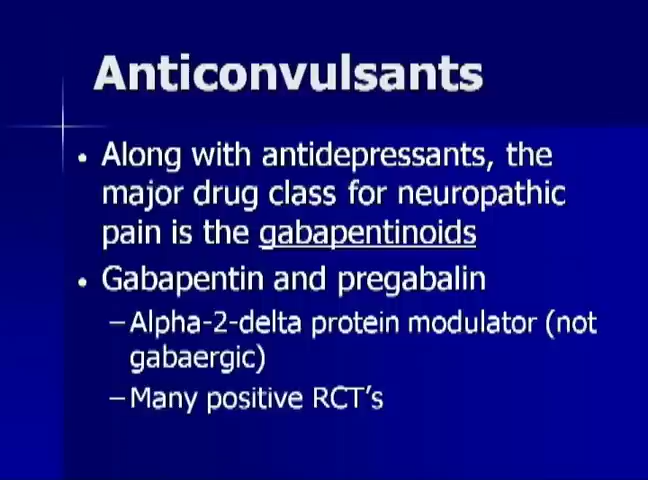 Anticonvulsants
• Along with antidepressants, the
major drug class for neuropathic
pain is the gabapentinoids
• Gabapentin and pregabalin
–Alpha-2-delta protein modulator (not
gabaergic)
–Many positive RCT's